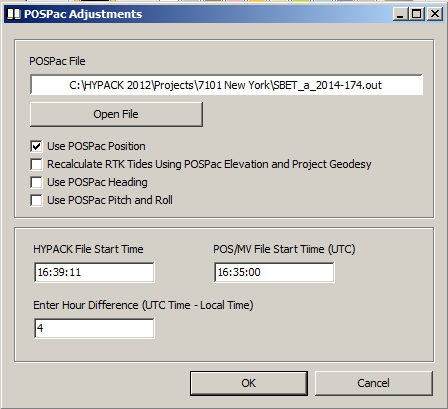 POSPac Adjustments
POSPac File
C:\HYPACK 2012\Projects\7101 New York\SBET_a_2014-174.out
Open File
Use POSPac Position
Recalculate RTK Tides Using POSPac Elevation and Project Geodesy
Use POSPac Heading
Use POSPac Pitch and Roll
HYPACK File Start Time
POS/MV File Start Tiime (UTC)
16:39:11
16:35:00
Enter Hour Difference (UTC Time - Local Time)
4
OK
Cancel